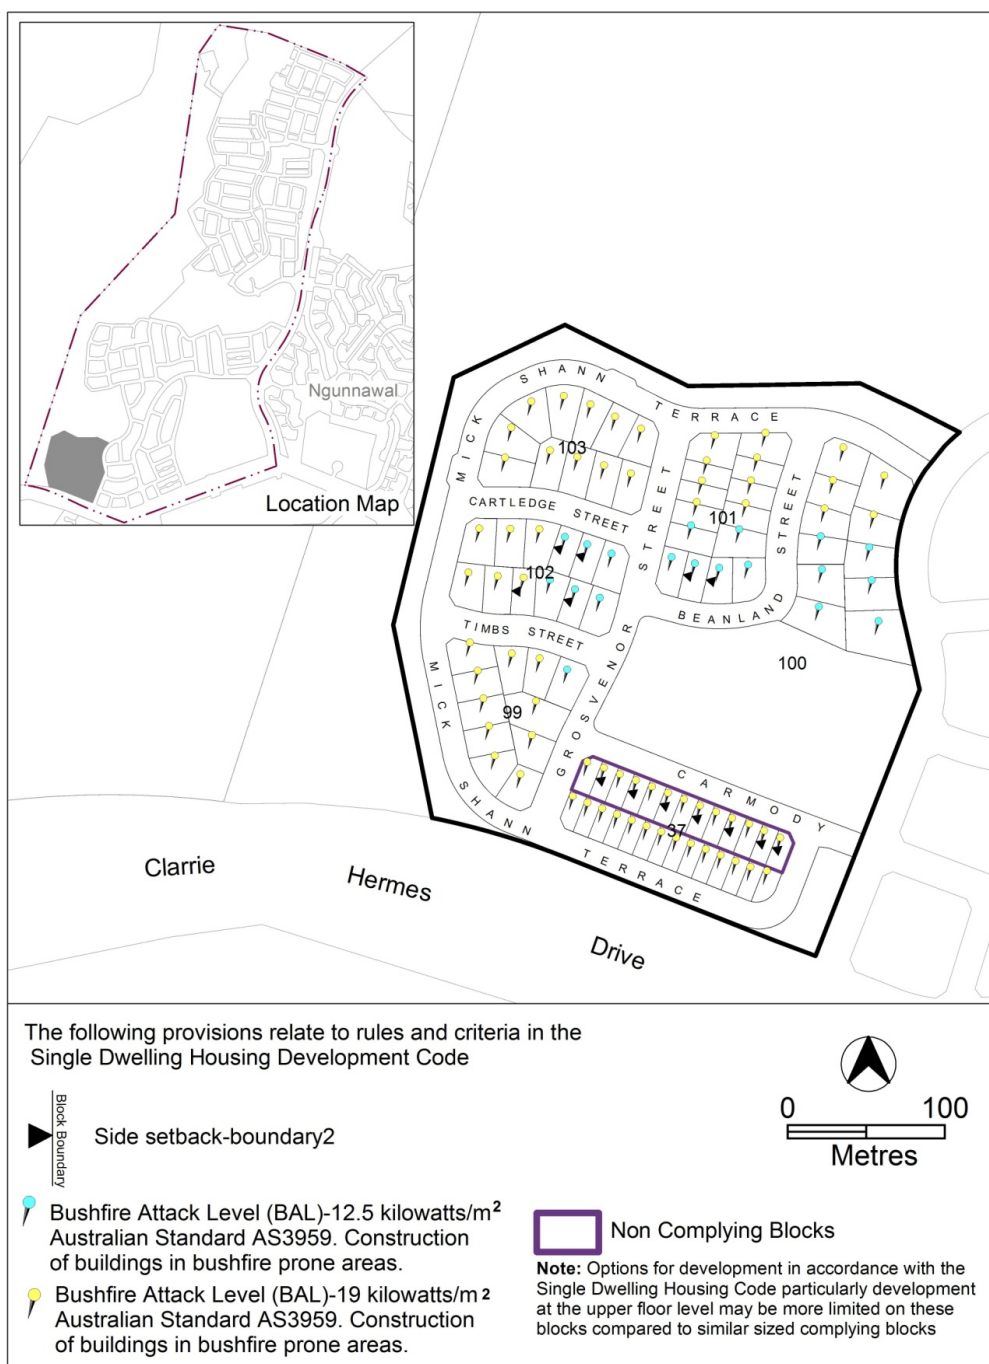 Ngunnawal
Location Map
MICK SHANN TERRACE
103
CARTLEDGE STREET
101
102
TIMBS STREET
GROSVENOR STREET
BEANLAND STREET
100
99
MICK SHANN TERRACE
CARMODY
37
Clarrie Hermes Drive
The following provisions relate to rules and criteria in the
Single Dwelling Housing Development Code
Block Boundary
Side setback-boundary2
0 100
Metres
Bushfire Attack Level (BAL)-12.5 kilowatts/m²
Australian Standard AS3959. Construction
of buildings in bushfire prone areas.
Bushfire Attack Level (BAL)-19 kilowatts/m²
Australian Standard AS3959. Construction
of buildings in bushfire prone areas.
Non Complying Blocks
Note: Options for development in accordance with the
Single Dwelling Housing Code particularly development
at the upper floor level may be more limited on these
blocks compared to similar sized complying blocks